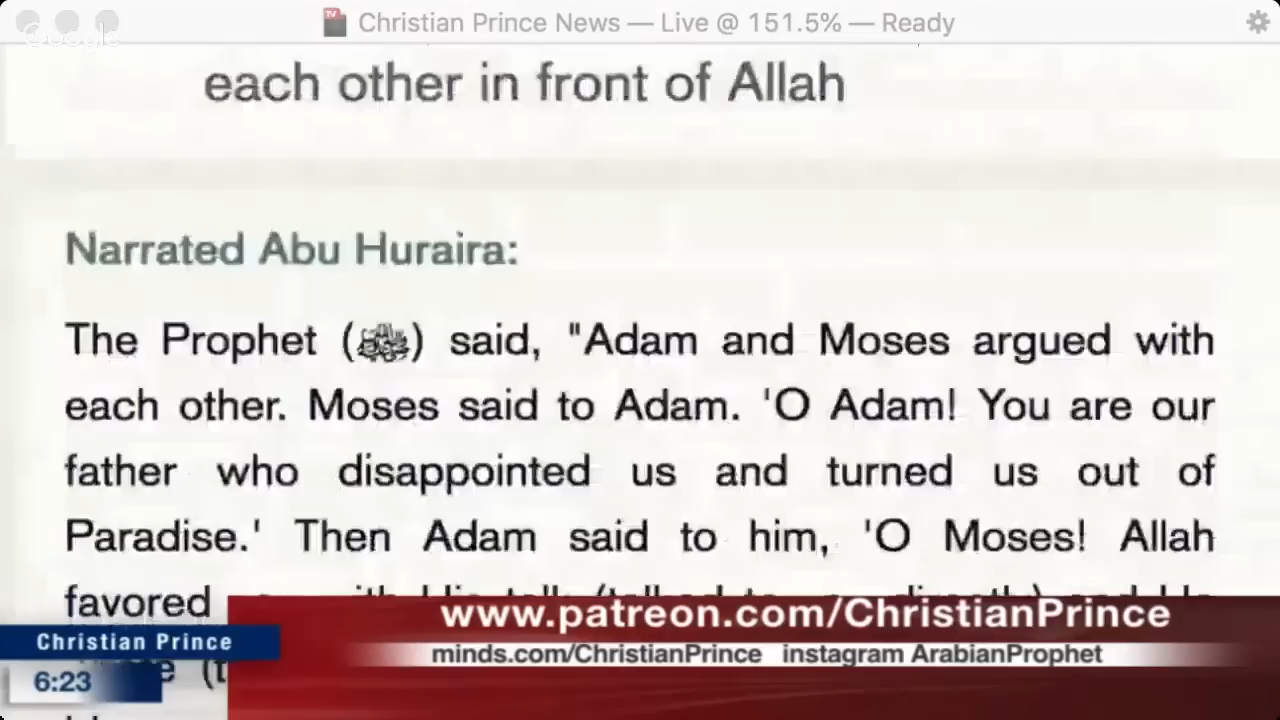 Christian Prince News — Live @ 151.5% — Ready
Google
each other in front of Allah
Narrated Abu Huraira:
The Prophet (ﷺ) said, "Adam and Moses argued with
each other. Moses said to Adam. 'O Adam! You are our
father who disappointed us and turned us out of
Paradise.' Then Adam said to him, 'O Moses! Allah
favored
www.patreon.com/ChristianPrince
Christian Prince
minds.com/ChristianPrince instagram ArabianProphet
6:23